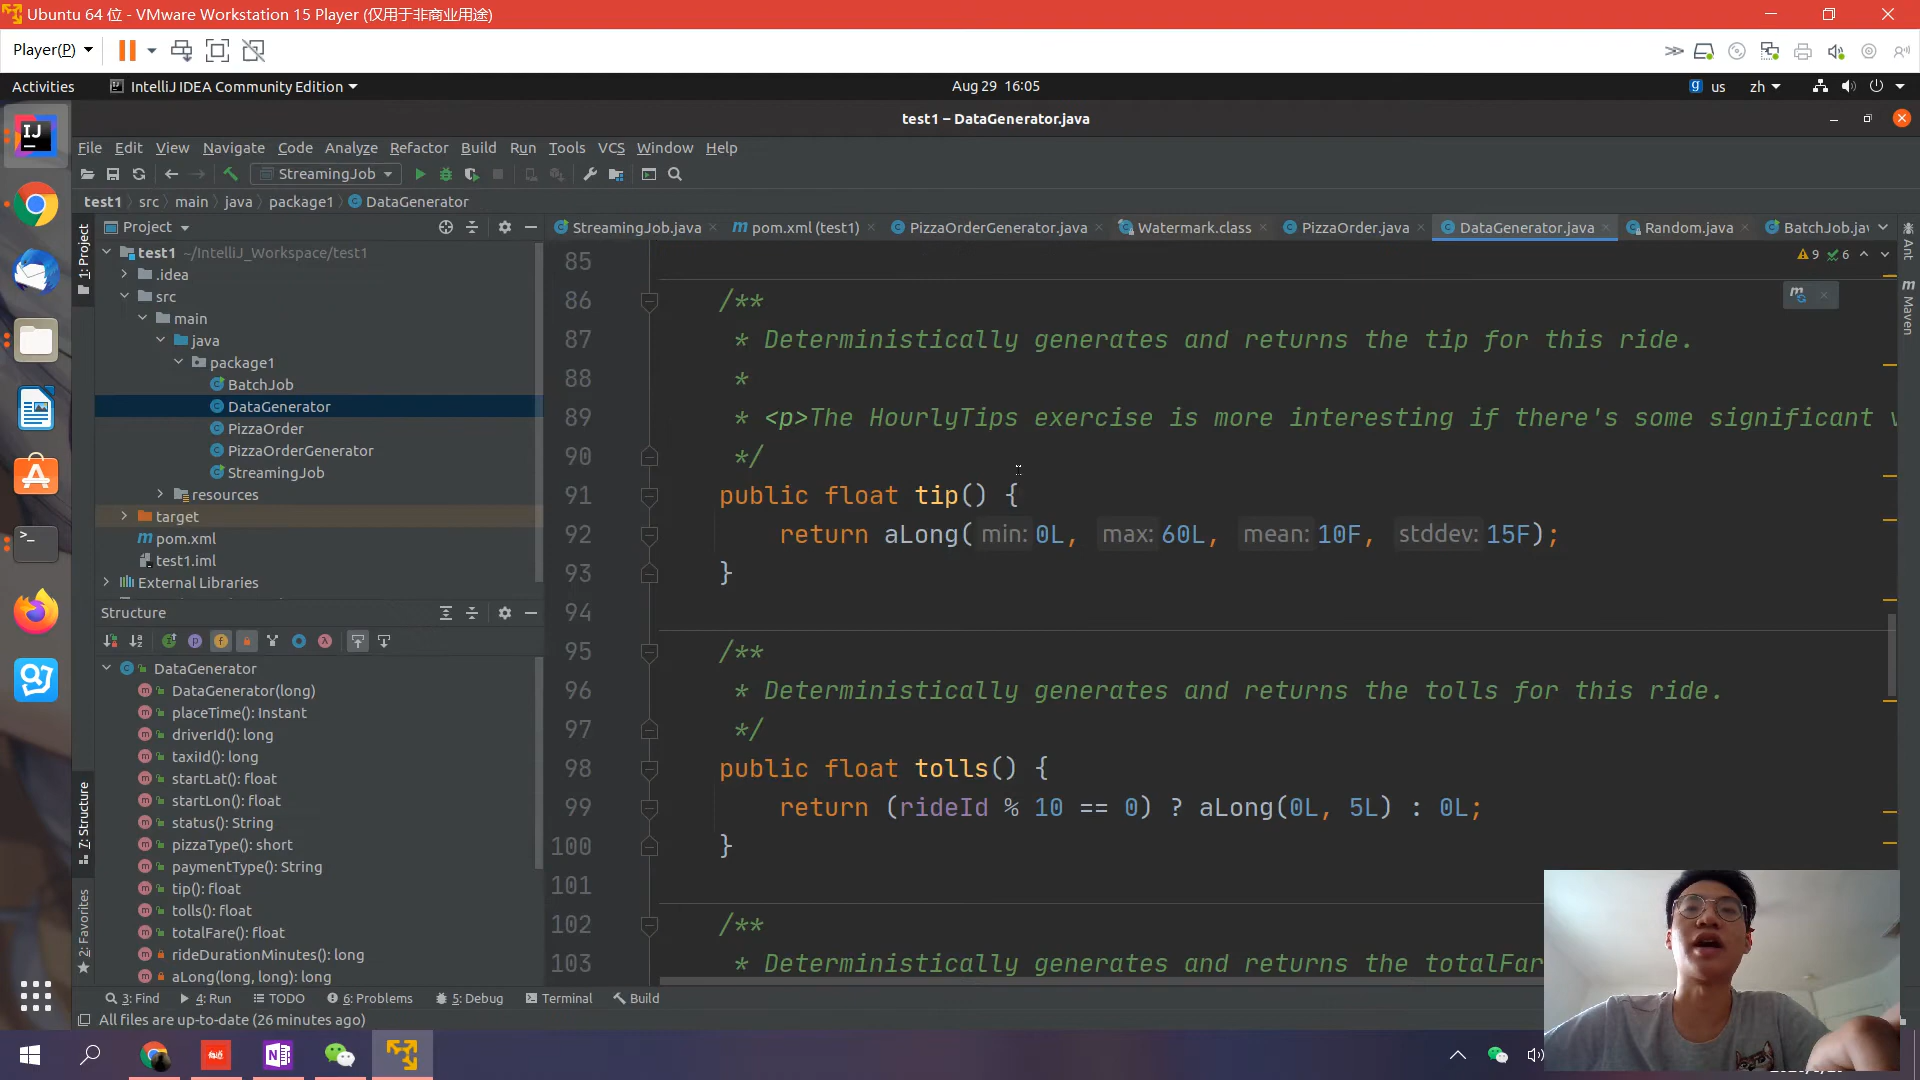 Ubuntu 64 位 - VMware Workstation 15 Player (仅用于非商业用途)
Player(P)
Activities
IntelliJ IDEA Community Edition
Aug 29 16:05
us
zh
test1 – DataGenerator.java
File Edit View Navigate Code Analyze Refactor Build Run Tools VCS Window Help
StreamingJob
test1 src main java package1 DataGenerator
Project
StreamingJob.java
pom.xml (test1)
PizzaOrderGenerator.java
Watermark.class
PizzaOrder.java
DataGenerator.java
Random.java
BatchJob.jav
1: Project
7: Structure
2: Favorites
Ant
Maven
9 6
test1 ~/IntelliJ_Workspace/test1
.idea
src
main
java
package1
BatchJob
DataGenerator
PizzaOrder
PizzaOrderGenerator
StreamingJob
resources
target
pom.xml
test1.iml
External Libraries
Structure
DataGenerator
DataGenerator(long)
placeTime(): Instant
driverId(): long
taxiId(): long
startLat(): float
startLon(): float
status(): String
pizzaType(): short
paymentType(): String
tip(): float
tolls(): float
totalFare(): float
rideDurationMinutes(): long
aLong(long, long): long
85
86 /**
87 * Deterministically generates and returns the tip for this ride.
88 *
89 * <p>The HourlyTips exercise is more interesting if there's some significant v
90 */
91 public float tip() {
92 return aLong( min: 0L, max: 60L, mean: 10F, stddev: 15F);
93 }
94
95 /**
96 * Deterministically generates and returns the tolls for this ride.
97 */
98 public float tolls() {
99 return (rideId % 10 == 0) ? aLong(0L, 5L) : 0L;
100 }
101
102 /**
103 * Deterministically generates and returns the totalFar
3: Find 4: Run TODO 6: Problems 5: Debug Terminal Build
All files are up-to-date (26 minutes ago)